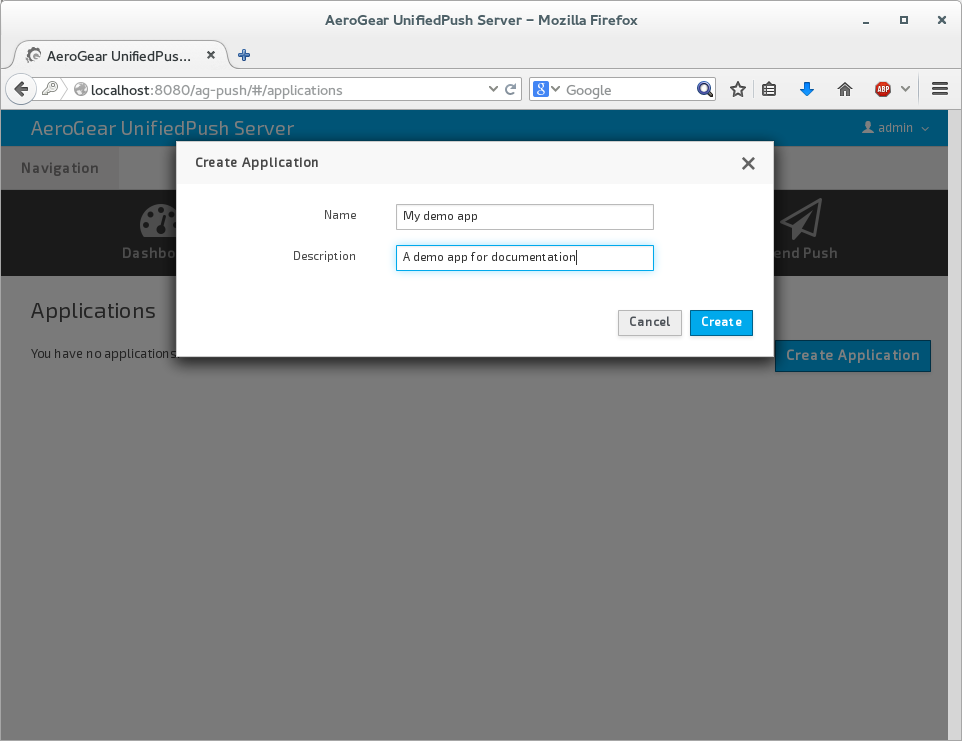 AeroGear UnifiedPush Server – Mozilla Firefox
AeroGear UnifiedPus...
localhost:8080/ag-push/#/applications
8
Google
ABP
AeroGear UnifiedPush Server
admin
Navigation
Create Application
Name
My demo app
Description
A demo app for documentation
Cancel
Create
Dashbo
end Push
Applications
You have no applications
Create Application